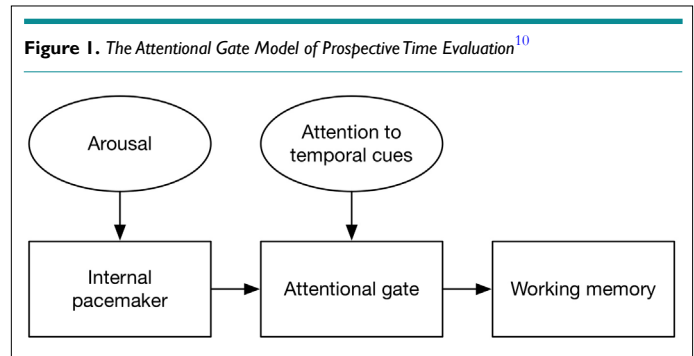 Figure 1. The Attentional Gate Model of Prospective Time Evaluation10
Arousal
Attention to
temporal cues
Internal
pacemaker
Attentional gate
Working memory